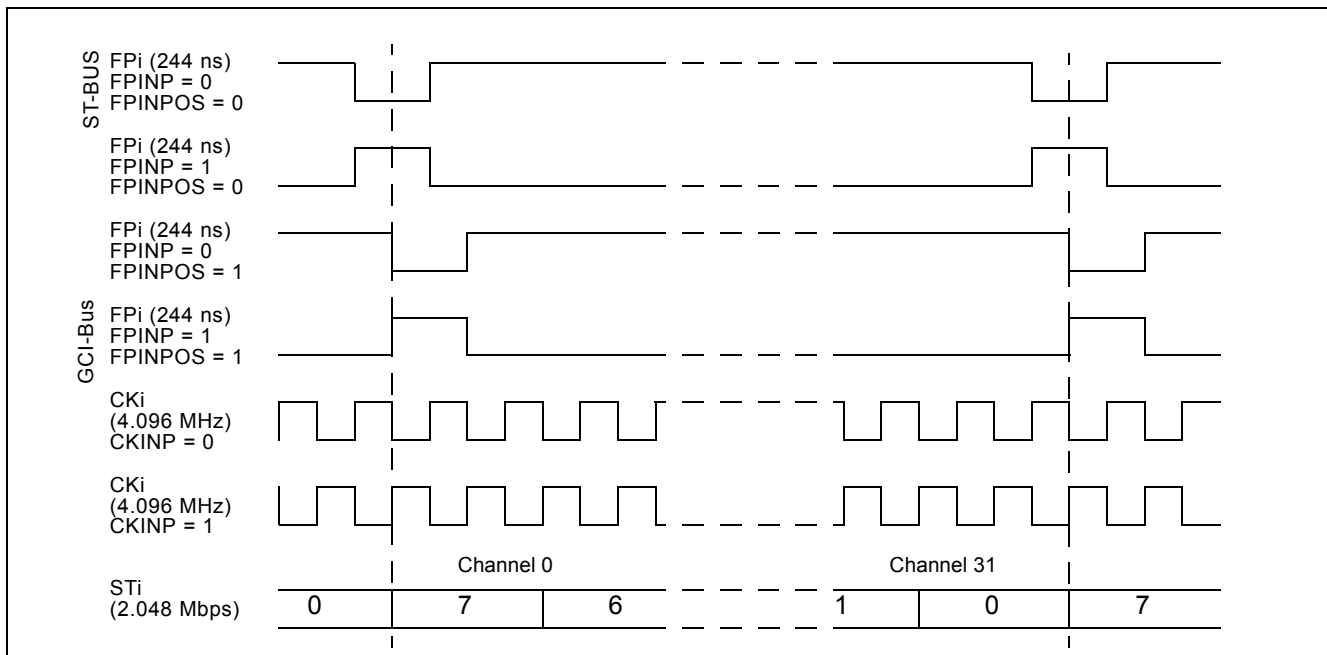 ST-BUS
FPi (244 ns)
FPINP = 0
FPINPOS = 0
FPi (244 ns)
FPINP = 1
FPINPOS = 0
FPi (244 ns)
FPINP = 0
FPINPOS = 1
GCI-Bus
FPi (244 ns)
FPINP = 1
FPINPOS = 1
CKi
(4.096 MHz)
CKINP = 0
CKi
(4.096 MHz)
CKINP = 1
Channel 0 Channel 31
STi
(2.048 Mbps)
0 7 6 1 0 7